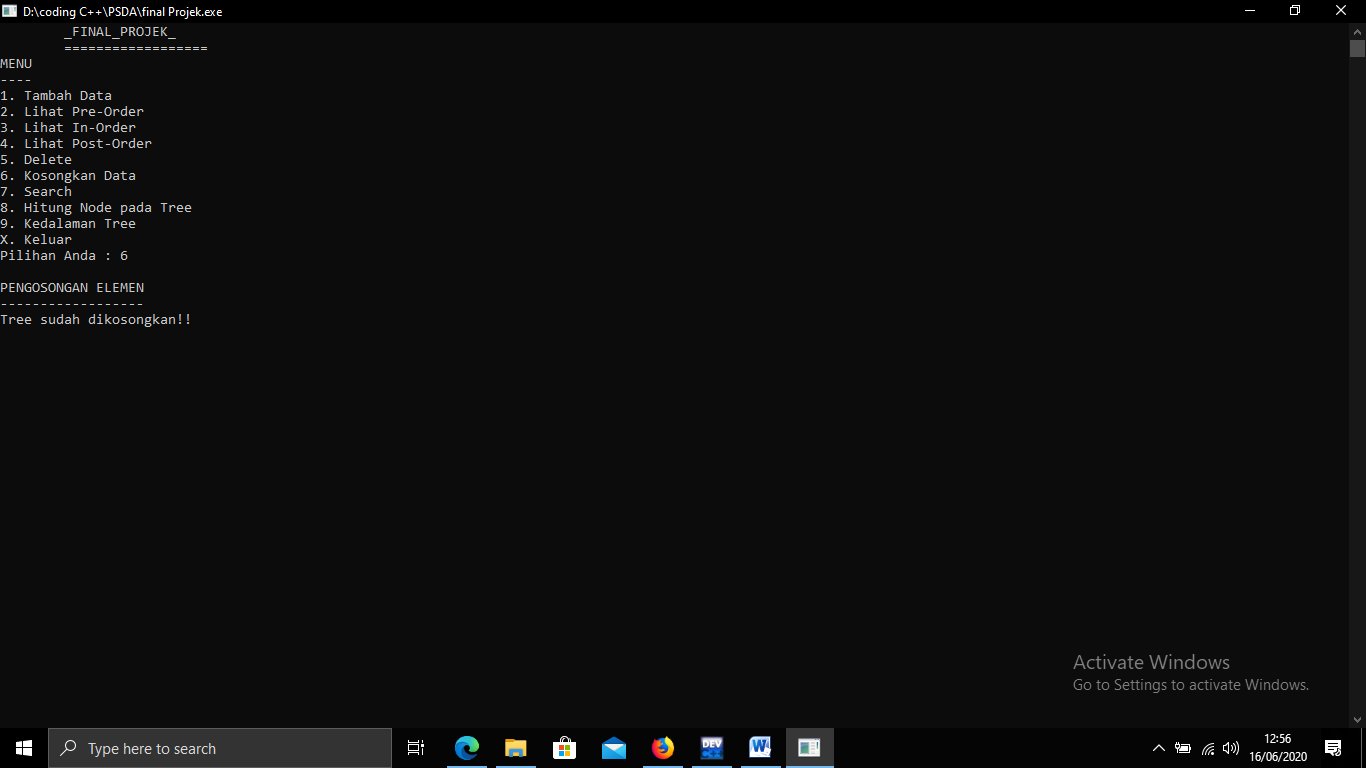 D:\coding C++\PSDA\final Projek.exe
_FINAL_PROJEK_
==================
MENU
----
1. Tambah Data
2. Lihat Pre-Order
3. Lihat In-Order
4. Lihat Post-Order
5. Delete
6. Kosongkan Data
7. Search
8. Hitung Node pada Tree
9. Kedalaman Tree
X. Keluar
Pilihan Anda : 6
PENGOSONGAN ELEMEN
------------------
Tree sudah dikosongkan!!
Activate Windows
Go to Settings to activate Windows.
Type here to search
DEV
W
12:56
16/06/2020